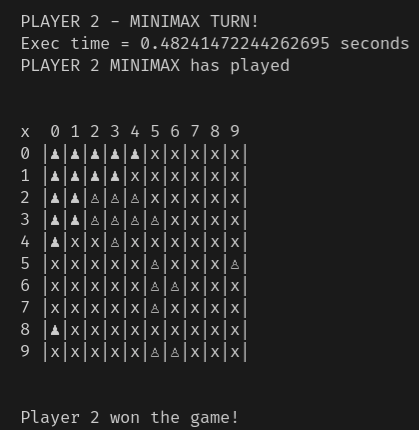 PLAYER 2 - MINIMAX TURN!
Exec time = 0.48241472244262695 seconds
PLAYER 2 MINIMAX has played
x  0 1 2 3 4 5 6 7 8 9
0 |♟|♟|♟|♟|♟|x|x|x|x|x|
1 |♟|♟|♟|♟|x|x|x|x|x|x|
2 |♟|♟|♙|♙|♙|x|x|x|x|x|
3 |♟|♟|♙|♙|♙|♙|x|x|x|x|
4 |♟|x|x|♙|x|x|x|x|x|x|
5 |x|x|x|x|x|♙|x|x|x|♙|
6 |x|x|x|x|x|♙|♙|x|x|x|
7 |x|x|x|x|x|♙|x|x|x|x|
8 |♟|x|x|x|x|x|x|x|x|x|
9 |x|x|x|x|x|♙|♙|x|x|x|
Player 2 won the game!